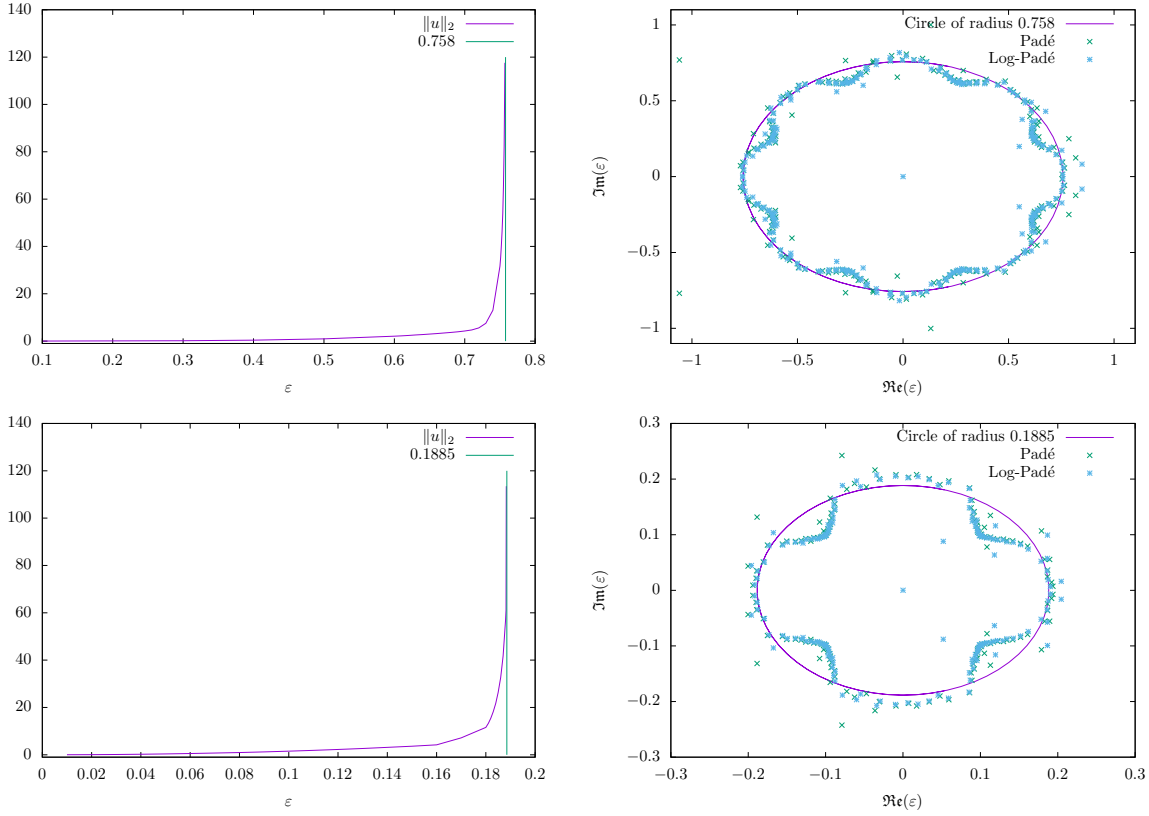 140
120
100
80
60
40
20
0
0.1 0.2 0.3 0.4 0.5 0.6 0.7 0.8
ε
‖u‖₂
0.758
1
0.5
0
−0.5
−1
−1 −0.5 0 0.5 1
ℑm(ε)
ℜe(ε)
Circle of radius 0.758
Padé
Log-Padé
140
120
100
80
60
40
20
0
0 0.02 0.04 0.06 0.08 0.1 0.12 0.14 0.16 0.18 0.2
ε
‖u‖₂
0.1885
0.3
0.2
0.1
0
−0.1
−0.2
−0.3
−0.3 −0.2 −0.1 0 0.1 0.2 0.3
ℑm(ε)
ℜe(ε)
Circle of radius 0.1885
Padé
Log-Padé